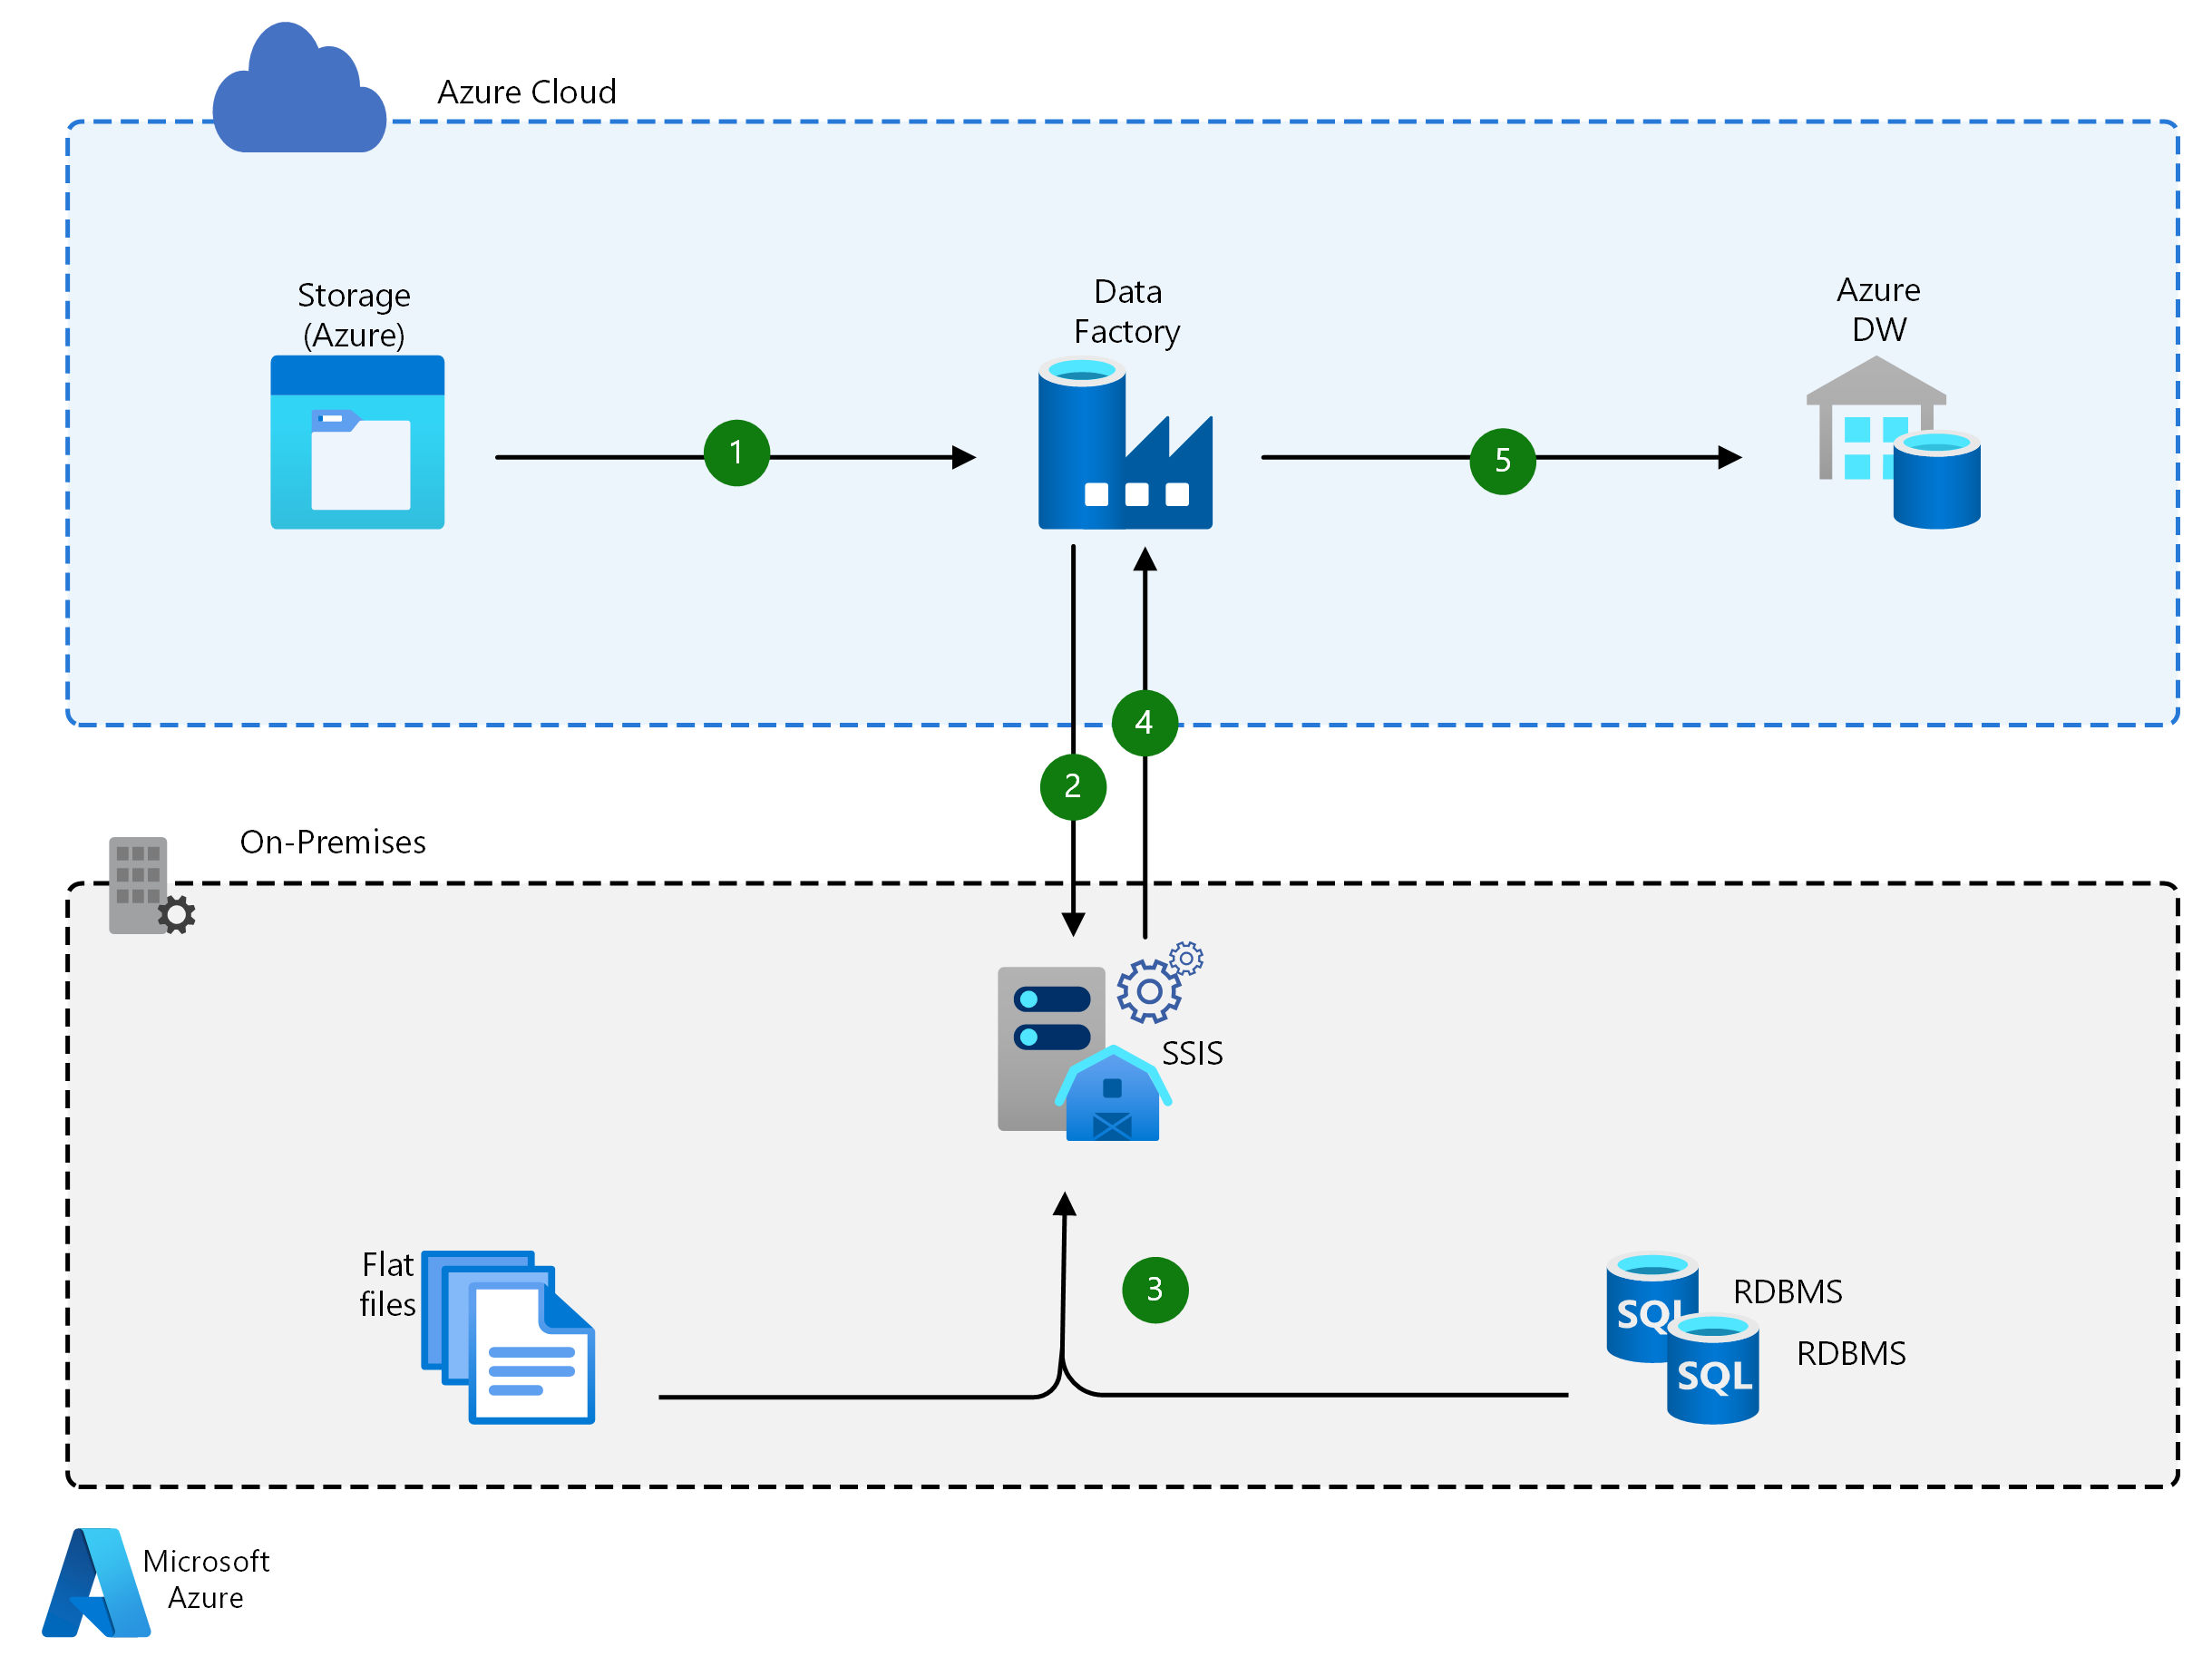 Azure Cloud
Storage
(Azure)
Data
Factory
Azure
DW
1
5
4
2
On-Premises
SSIS
Flat
files
3
SQL
RDBMS
SQL
RDBMS
Microsoft
Azure